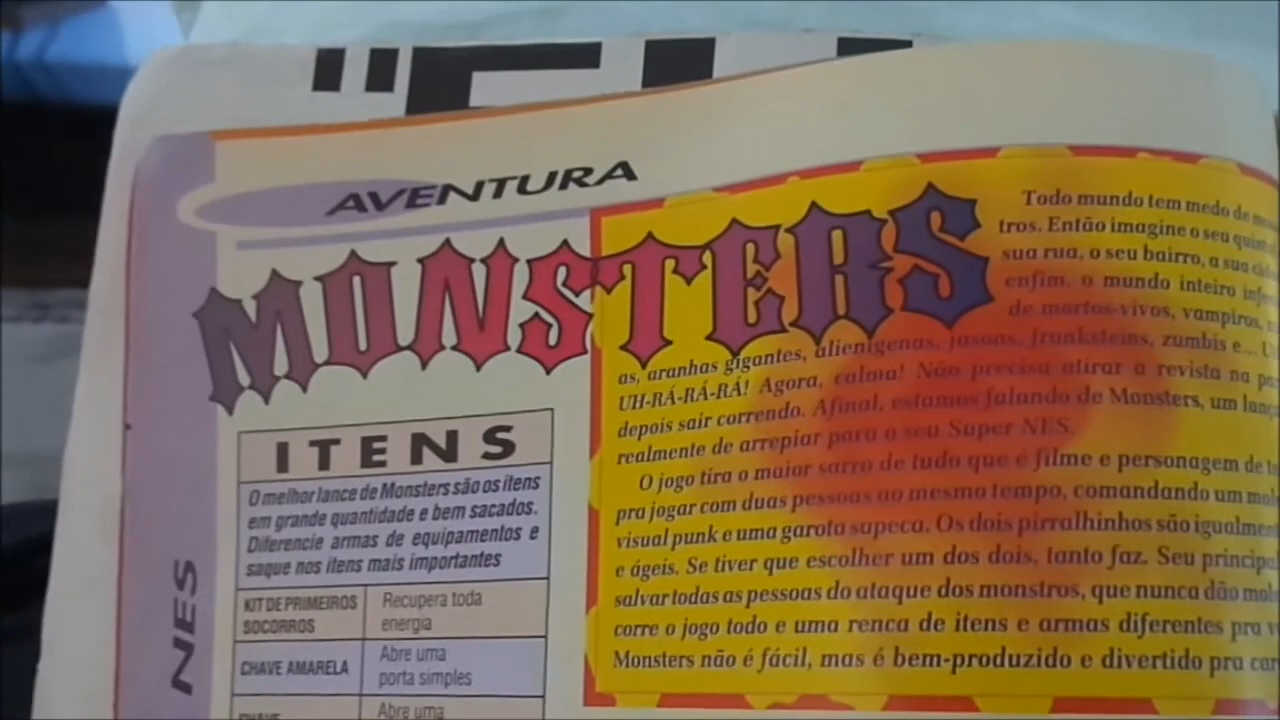 AVENTURA
MONSTERS
Todo mundo tem medo de
tros. Então imagine o seu
sua rua, o seu bairro, a sua
enfim, o mundo inteiro
de mortos-vivos, vampiros,
as, aranhas gigantes, alienígenas, jasons, franksteins, zumbis e...
UH-RÁ-RÁ-RÁ! Agora, calma! Não precisa atirar a revista na
depois sair correndo. Afinal, estamos falando de Monsters, um
realmente de arrepiar para o seu Super NES.
O jogo tira o maior sarro de tudo que é filme e personagem de
pra jogar com duas pessoas ao mesmo tempo, comandando um
visual punk e uma garota sapeca. Os dois pirralhinhos são
e ágeis. Se tiver que escolher um dos dois, tanto faz. Seu
salvar todas as pessoas do ataque dos monstros, que nunca dão
corre o jogo todo e uma renca de itens e armas diferentes pra
Monsters não é fácil, mas é bem-produzido e divertido pra
ITENS
O melhor lance de Monsters são os itens
em grande quantidade e bem sacados.
Diferencie armas de equipamentos e
saque nos itens mais importantes
KIT DE PRIMEIROS SOCORROS Recupera toda energia
CHAVE AMARELA Abre uma porta simples
CHAVE Abre uma
NES